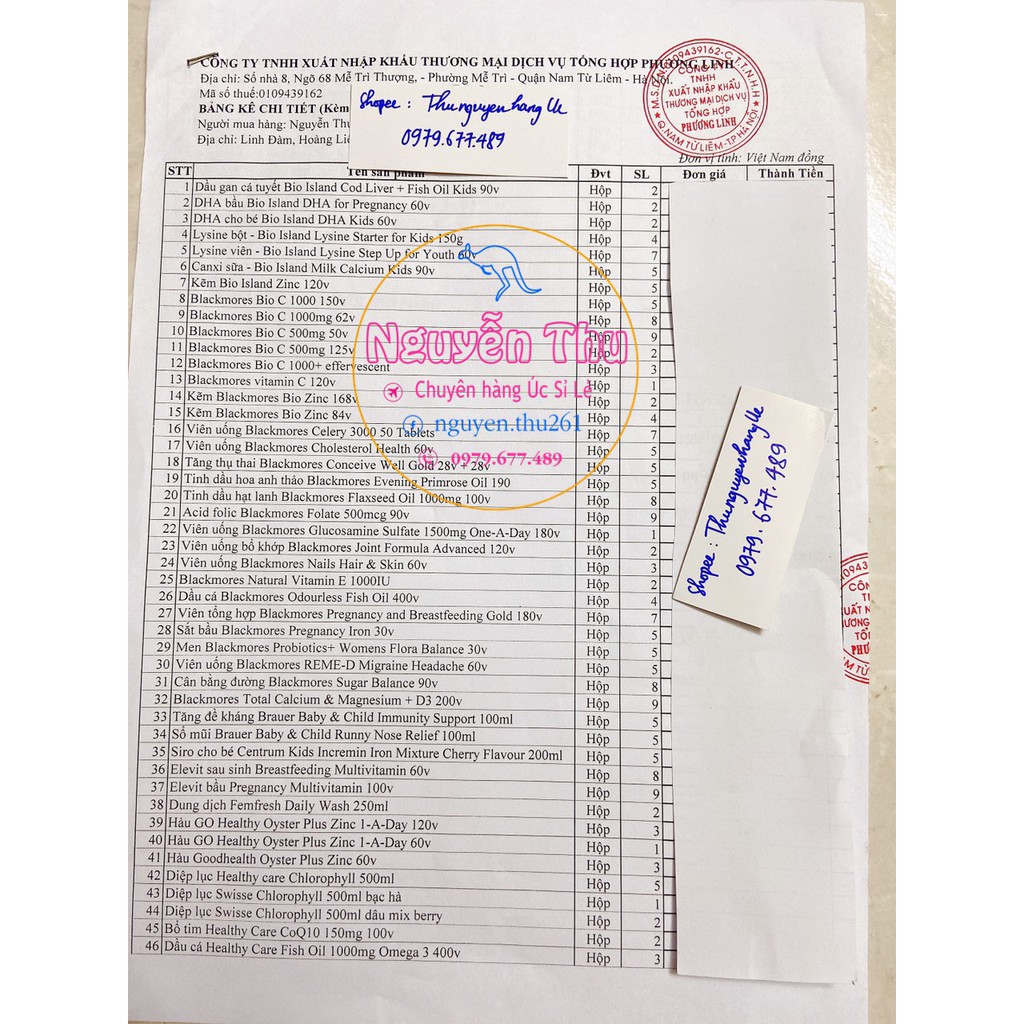 CÔNG TY TNHH XUẤT NHẬP KHẨU THƯƠNG MẠI DỊCH VỤ TỔNG HỢP PHƯƠNG LINH
Địa chỉ: Số nhà 8, Ngõ 68 Mễ Trì Thượng, - Phường Mễ Trì - Quận Nam Từ Liêm - Hà Nội.
Mã số thuế:0109439162
BẢNG KÊ CHI TIẾT (Kèm
Người mua hàng: Nguyễn Thu
Địa chỉ: Linh Đàm, Hoàng Liê
Shopee: Thunguyenhang Uc
0979.677.489
M.S.D.N:0109439162-C.T.T.N.H.H
CÔNG TY
TNHH
XUẤT NHẬP KHẨU
THƯƠNG MẠI DỊCH VỤ
TỔNG HỢP
PHƯƠNG LINH
Q.NAM TỪ LIÊM-T.P HÀ NỘI
Đơn vị tính: Việt Nam đồng
STT Tên sản phẩm Đvt SL Đơn giá Thành Tiền
1 Dầu gan cá tuyết Bio Island Cod Liver + Fish Oil Kids 90v Hộp 2
2 DHA bầu Bio Island DHA for Pregnancy 60v Hộp 2
3 DHA cho bé Bio Island DHA Kids 60v Hộp 2
4 Lysine bột - Bio Island Lysine Starter for Kids 150g Hộp 4
5 Lysine viên - Bio Island Lysine Step Up for Youth 60v Hộp 7
6 Canxi sữa - Bio Island Milk Calcium Kids 90v Hộp 5
7 Kẽm Bio Island Zinc 120v Hộp 5
8 Blackmores Bio C 1000 150v Hộp 5
9 Blackmores Bio C 1000mg 62v Hộp 8
10 Blackmores Bio C 500mg 50v Hộp 9
11 Blackmores Bio C 500mg 125v Hộp 2
12 Blackmores Bio C 1000+ effervescent Hộp 3
13 Blackmores vitamin C 120v Hộp 1
14 Kẽm Blackmores Bio Zinc 168v Hộp 2
15 Kẽm Blackmores Bio Zinc 84v Hộp 4
16 Viên uống Blackmores Celery 3000 50 Tablets Hộp 7
17 Viên uống Blackmores Cholesterol Health 60v Hộp 5
18 Tăng thụ thai Blackmores Conceive Well Gold 28v + 28v Hộp 5
19 Tinh dầu hoa anh thảo Blackmores Evening Primrose Oil 190 Hộp 5
20 Tinh dầu hạt lanh Blackmores Flaxseed Oil 1000mg 100v Hộp 8
21 Acid folic Blackmores Folate 500mcg 90v Hộp 9
22 Viên uống Blackmores Glucosamine Sulfate 1500mg One-A-Day 180v Hộp 1
23 Viên uống bổ khớp Blackmores Joint Formula Advanced 120v Hộp 2
24 Viên uống Blackmores Nails Hair & Skin 60v Hộp 3
25 Blackmores Natural Vitamin E 1000IU Hộp 2
26 Dầu cá Blackmores Odourless Fish Oil 400v Hộp 4
27 Viên tổng hợp Blackmores Pregnancy and Breastfeeding Gold 180v Hộp 7
28 Sắt bầu Blackmores Pregnancy Iron 30v Hộp 5
29 Men Blackmores Probiotics+ Womens Flora Balance 30v Hộp 5
30 Viên uống Blackmores REME-D Migraine Headache 60v Hộp 5
31 Cân bằng đường Blackmores Sugar Balance 90v Hộp 8
32 Blackmores Total Calcium & Magnesium + D3 200v Hộp 9
33 Tăng đề kháng Brauer Baby & Child Immunity Support 100ml Hộp 5
34 Sổ mũi Brauer Baby & Child Runny Nose Relief 100ml Hộp 5
35 Siro cho bé Centrum Kids Incremin Iron Mixture Cherry Flavour 200ml Hộp 5
36 Elevit sau sinh Breastfeeding Multivitamin 60v Hộp 8
37 Elevit bầu Pregnancy Multivitamin 100v Hộp 9
38 Dung dịch Femfresh Daily Wash 250ml Hộp 2
39 Hàu GO Healthy Oyster Plus Zinc 1-A-Day 120v Hộp 3
40 Hàu GO Healthy Oyster Plus Zinc 1-A-Day 60v Hộp 1
41 Hàu Goodhealth Oyster Plus Zinc 60v Hộp 3
42 Diệp lục Healthy care Chlorophyll 500ml Hộp 5
43 Diệp lục Swisse Chlorophyll 500ml bạc hà Hộp 1
44 Diệp lục Swisse Chlorophyll 500ml dâu mix berry Hộp 2
45 Bổ tim Healthy Care CoQ10 150mg 100v Hộp 2
46 Dầu cá Healthy Care Fish Oil 1000mg Omega 3 400v Hộp 3
Nguyễn Thu
Chuyên hàng Úc Sỉ Lẻ
nguyen.thu261
0979.677.489
Shopee: Thunguyenhang Uc
0979.677.489